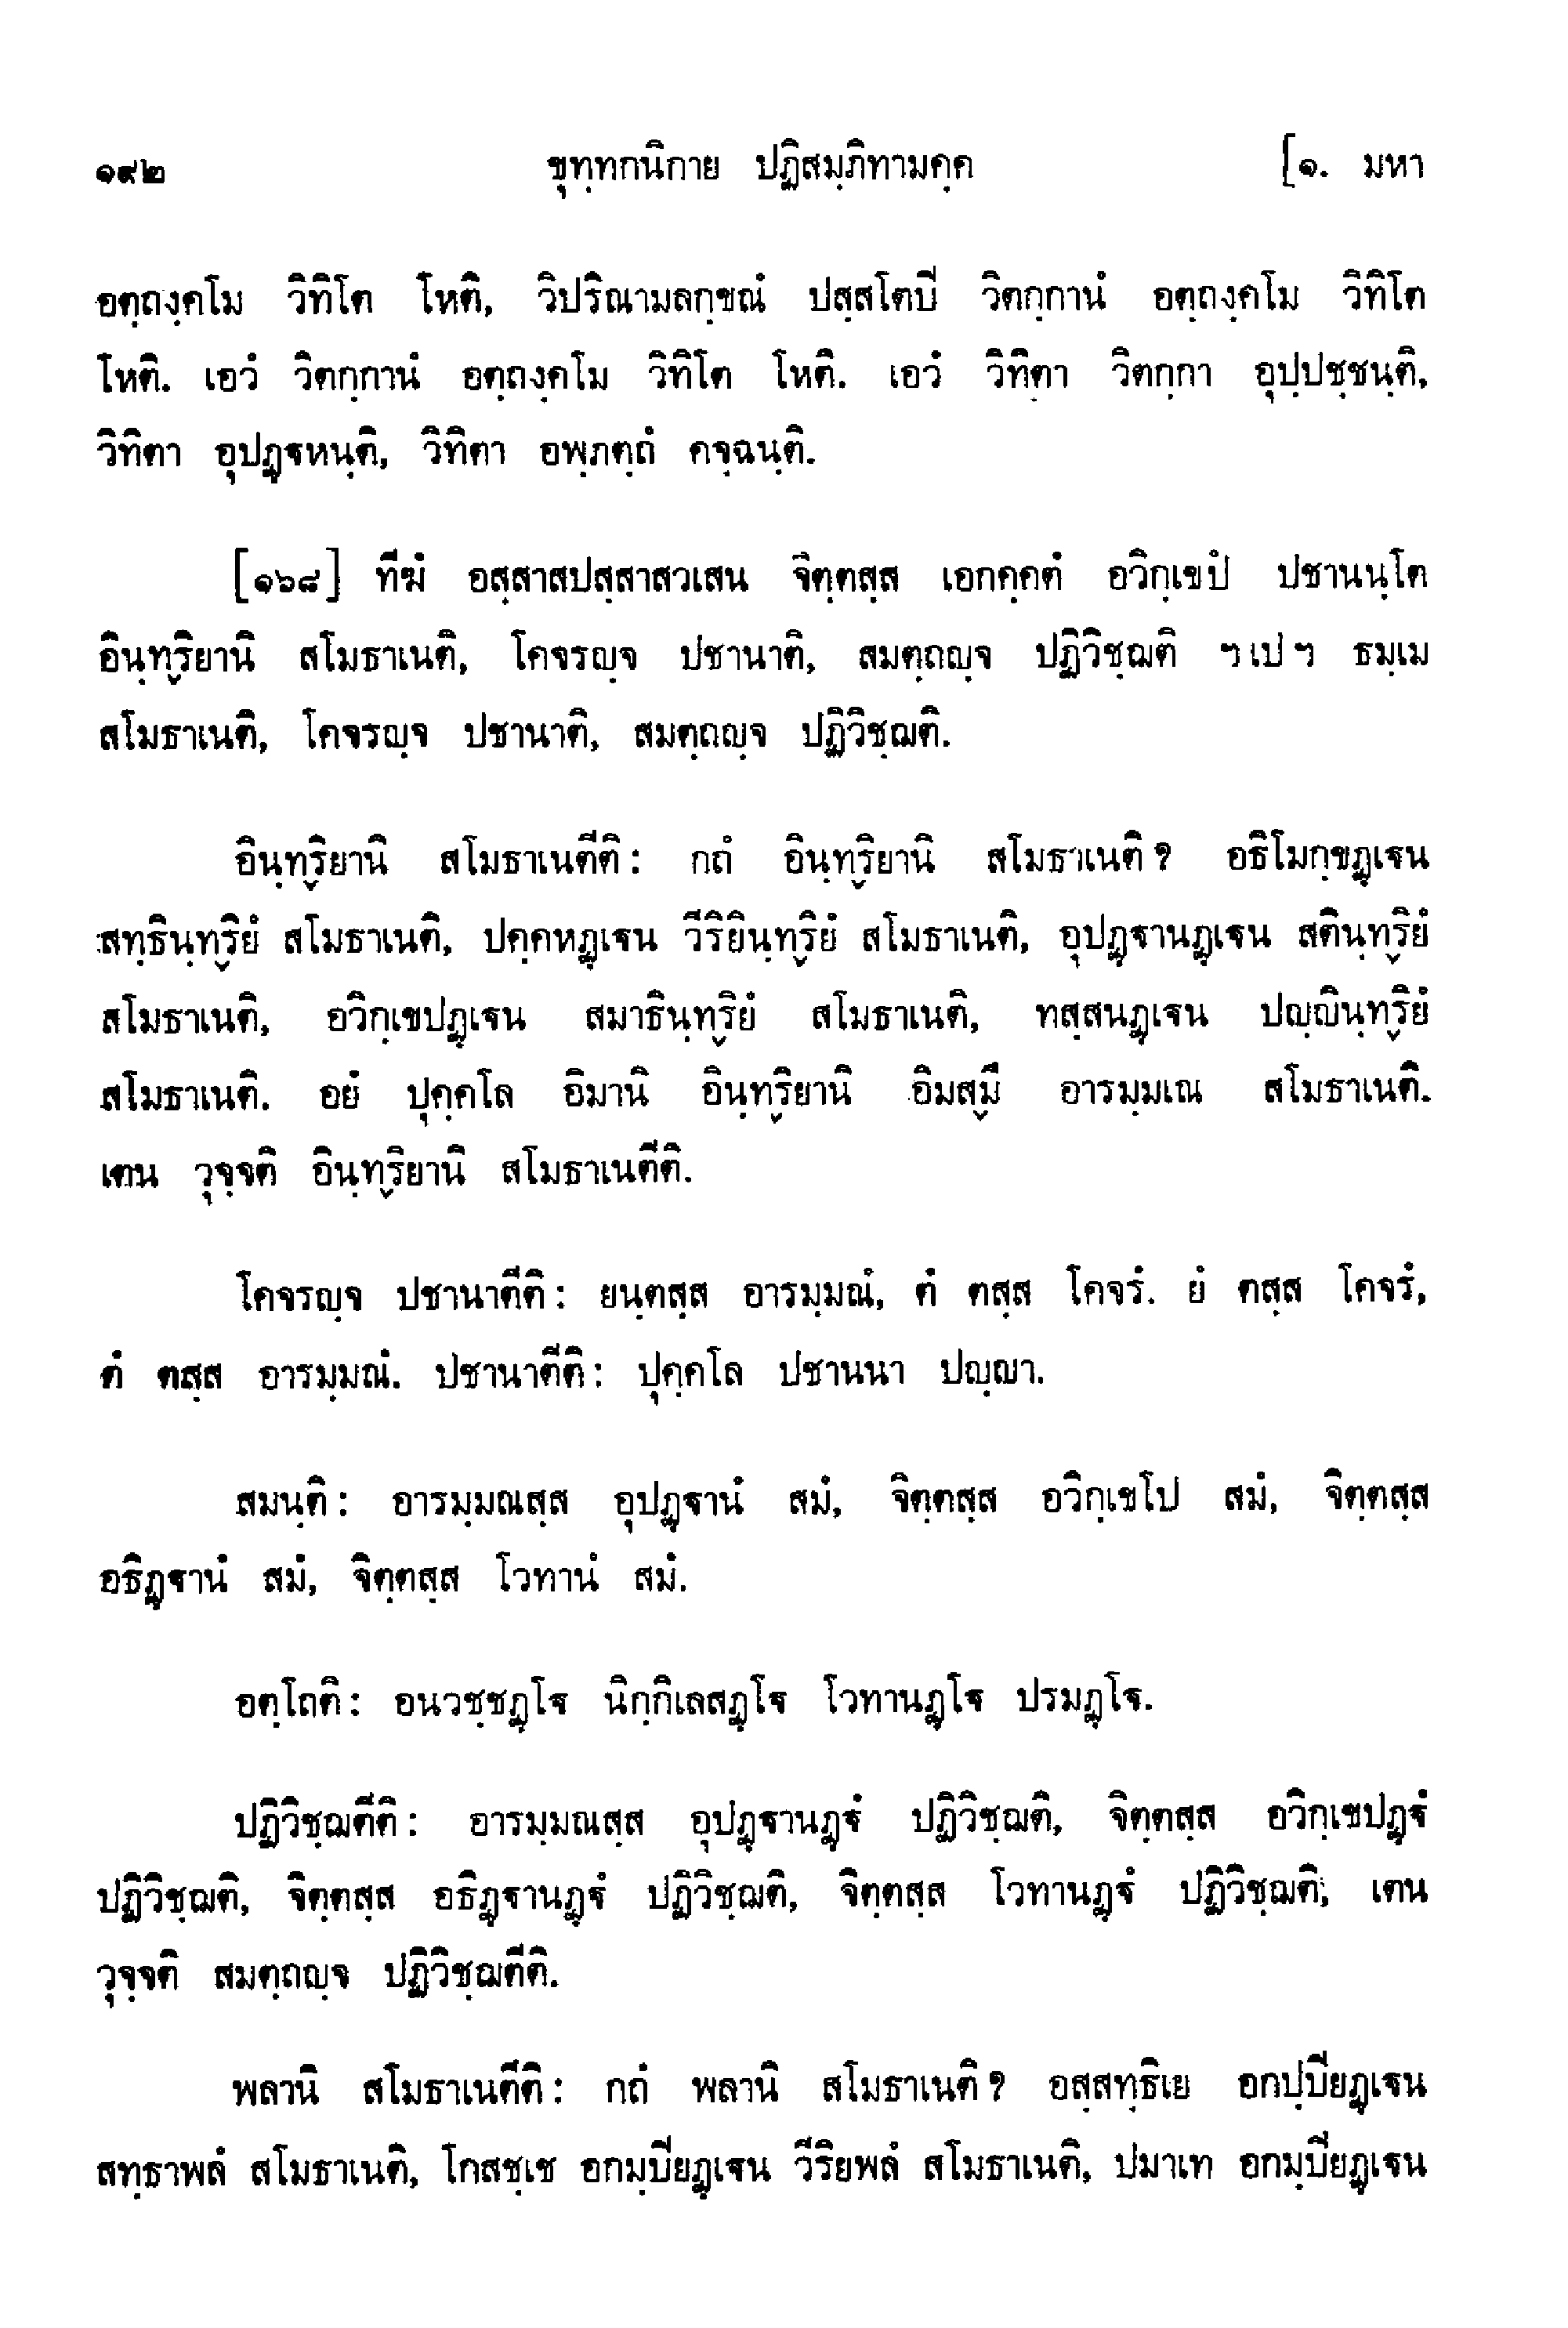 ๑๙๒ ขุทฺทกนิกาย ปฏิสมฺภิทามคฺค [๑. มหา
อตฺถงฺคโม วิทิโต โหติ, วิปริณามลกฺขณํ ปสฺสโตปิ วิตกฺกานํ อตฺถงฺคโม วิทิโต
โหติ. เอวํ วิตกฺกานํ อตฺถงฺคโม วิทิโต โหติ. เอวํ วิทิตา วิตกฺกา อุปฺปชฺชนฺติ,
วิทิตา อุปฏฺฐหนฺติ, วิทิตา อพฺภตฺถํ คจฺฉนฺติ.
[๑๖๘] ทีฆํ อสฺสาสปสฺสาสวเสน จิตฺตสฺส เอกคฺคตํ อวิกฺเขปํ ปชานนฺโต
อินฺทฺริยานิ สโมธาเนติ, โคจรญฺจ ปชานาติ, สมตฺถญฺจ ปฏิวิชฺฌติ ฯเปฯ ธมฺเม
สโมธาเนติ, โคจรญฺจ ปชานาติ, สมตฺถญฺจ ปฏิวิชฺฌติ.
อินฺทฺริยานิ สโมธาเนตีติ: กถํ อินฺทฺริยานิ สโมธาเนติ? อธิโมกฺขฏฺเฐน
สทฺธินฺทฺริยํ สโมธาเนติ, ปคฺคหฏฺเฐน วีริยินฺทฺริยํ สโมธาเนติ, อุปฏฺฐานฏฺเฐน สตินฺทฺริยํ
สโมธาเนติ, อวิกฺเขปฏฺเฐน สมาธินฺทฺริยํ สโมธาเนติ, ทสฺสนฏฺเฐน ปญฺญินฺทฺริยํ
สโมธาเนติ. อยํ ปุคฺคโล อิมานิ อินฺทฺริยานิ อิมสฺมึ อารมฺมเณ สโมธาเนติ.
เตน วุจฺจติ อินฺทฺริยานิ สโมธาเนตีติ.
โคจรญฺจ ปชานาตีติ: ยนฺตสฺส อารมฺมณํ, ตํ ตสฺส โคจรํ. ยํ ตสฺส โคจรํ,
ตํ ตสฺส อารมฺมณํ. ปชานาตีติ: ปุคฺคโล ปชานนา ปญฺญา.
สมนฺติ: อารมฺมณสฺส อุปฏฺฐานํ สมํ, จิตฺตสฺส อวิกฺเขโป สมํ, จิตฺตสฺส
อธิฏฺฐานํ สมํ, จิตฺตสฺส โวทานํ สมํ.
อตฺโถติ: อนวชฺชฏฺโฐ นิกฺกิเลสฏฺโฐ โวทานฏฺโฐ ปรมฏฺโฐ.
ปฏิวิชฺฌตีติ: อารมฺมณสฺส อุปฏฺฐานฏฺฐํ ปฏิวิชฺฌติ, จิตฺตสฺส อวิกฺเขปฏฺฐํ
ปฏิวิชฺฌติ, จิตฺตสฺส อธิฏฺฐานฏฺฐํ ปฏิวิชฺฌติ, จิตฺตสฺส โวทานฏฺฐํ ปฏิวิชฺฌติ; เตน
วุจฺจติ สมตฺถญฺจ ปฏิวิชฺฌตีติ.
พลานิ สโมธาเนตีติ: กถํ พลานิ สโมธาเนติ? อสฺสทฺธิเย อกปฺปิยฏฺเฐน
สทฺธาพลํ สโมธาเนติ, โกสชฺเช อกมฺปิยฏฺเฐน วีริยพลํ สโมธาเนติ, ปมาเท อกมฺปิยฏฺเฐน